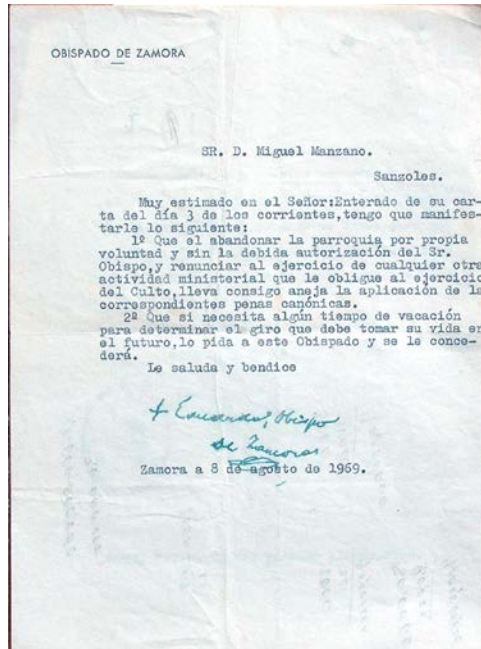 OBISPADO DE ZAMORA
SR. D. Miguel Manzano.
Sanzoles.
Muy estimado en el Señor:Enterado de su car-
ta del día 3 de los corrientes,tengo que manifes-
tarle lo siguiente:
1º Que el abandonar la parroquia por propia
voluntad y sin la debida autorización del Sr.
Obispo,y renunciar al ejercicio de cualquier otra
actividad ministerial que le obligue al ejercicio
del Culto,lleva consigo aneja la aplicación de la
correspondientes penas canónicas.
2º Que si necesita algún tiempo de vacación
para determinar el giro que debe tomar su vida en
el futuro,lo pida a este Obispado y se le conce-
derá.
Le saluda y bendice
+ Eduardo, Obispo
de Zamora
Zamora a 8 de agosto de 1969.